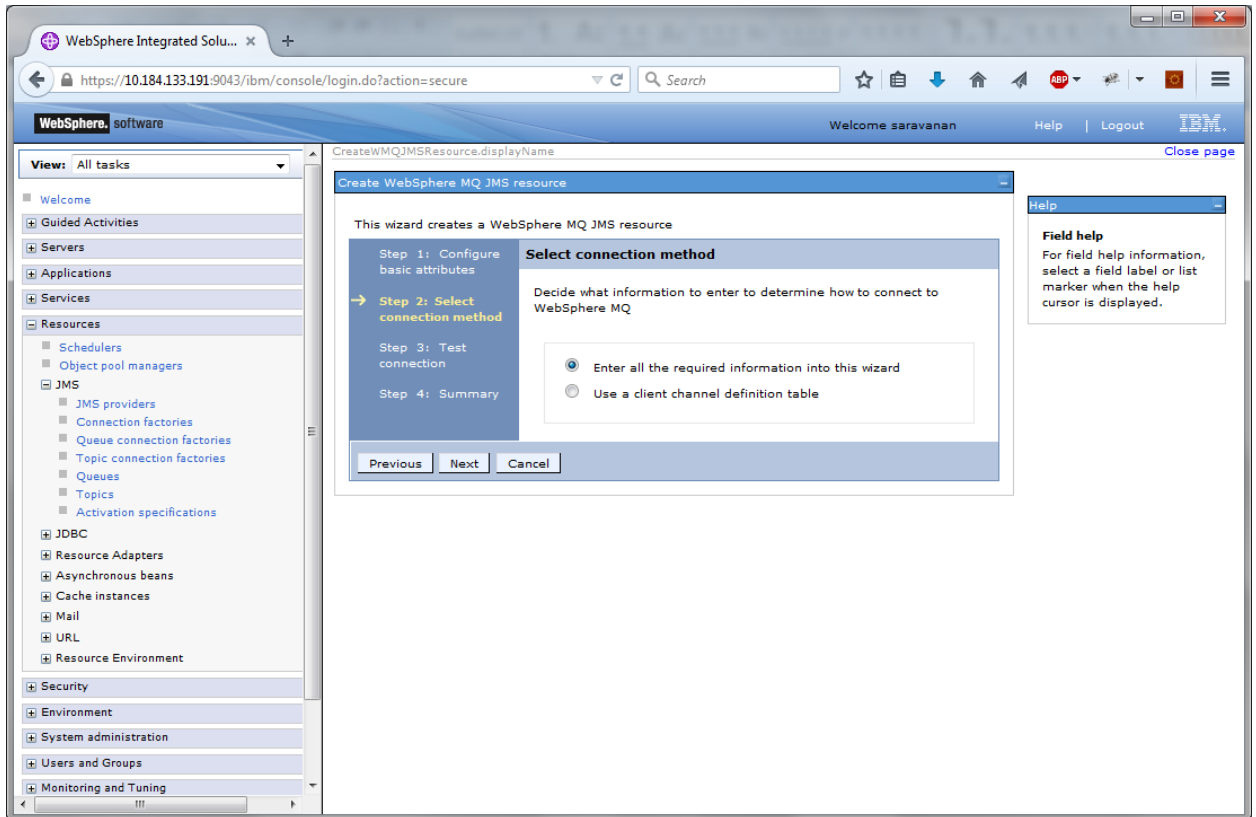 WebSphere Integrated Solu...
https://10.184.133.191:9043/ibm/console/login.do?action=secure
Search
ABP
WebSphere. software
Welcome saravanan
Help | Logout
IBM.
View: All tasks
Welcome
Guided Activities
Servers
Applications
Services
Resources
Schedulers
Object pool managers
JMS
JMS providers
Connection factories
Queue connection factories
Topic connection factories
Queues
Topics
Activation specifications
JDBC
Resource Adapters
Asynchronous beans
Cache instances
Mail
URL
Resource Environment
Security
Environment
System administration
Users and Groups
Monitoring and Tuning
CreateWMQJMSResource.displayName
Close page
Create WebSphere MQ JMS resource
This wizard creates a WebSphere MQ JMS resource
Step 1: Configure
basic attributes
Step 2: Select
connection method
Step 3: Test
connection
Step 4: Summary
Select connection method
Decide what information to enter to determine how to connect to
WebSphere MQ
Enter all the required information into this wizard
Use a client channel definition table
Previous
Next
Cancel
Help
Field help
For field help information,
select a field label or list
marker when the help
cursor is displayed.